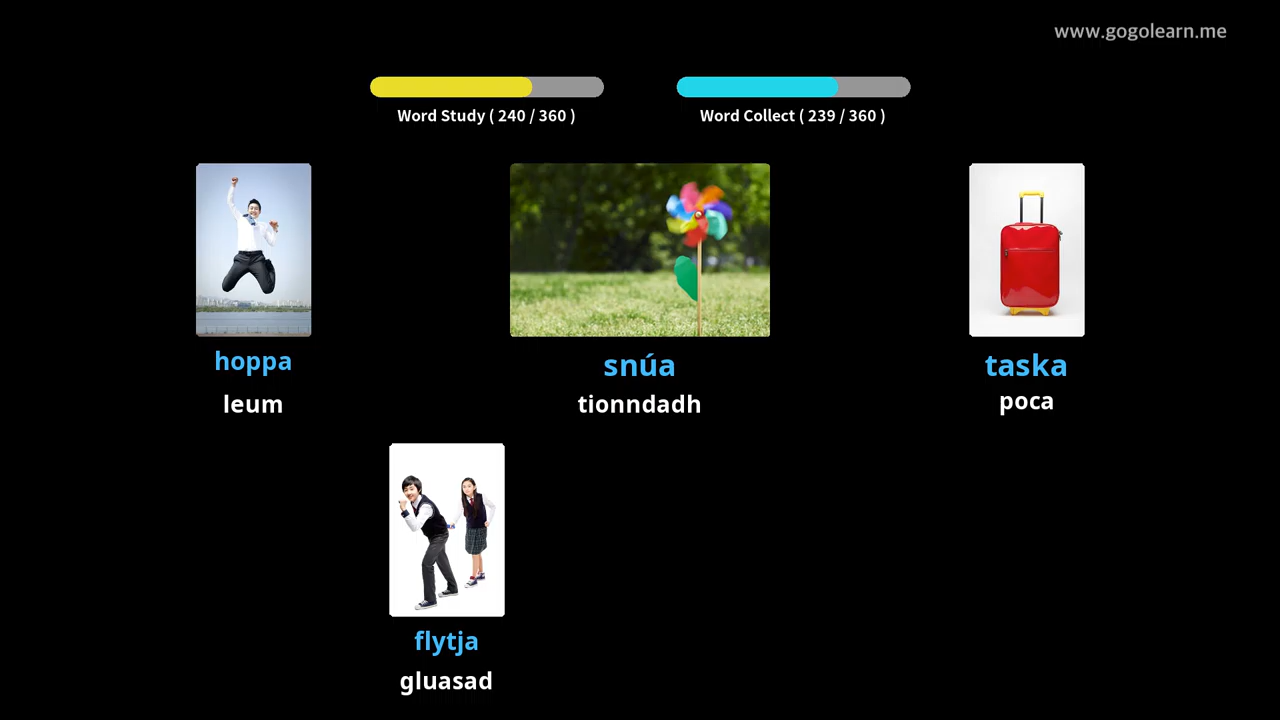 www.gogolearn.me
Word Study ( 240 / 360 )
Word Collect ( 239 / 360 )
hoppa
leum
snúa
tionndadh
taska
poca
flytja
gluasad